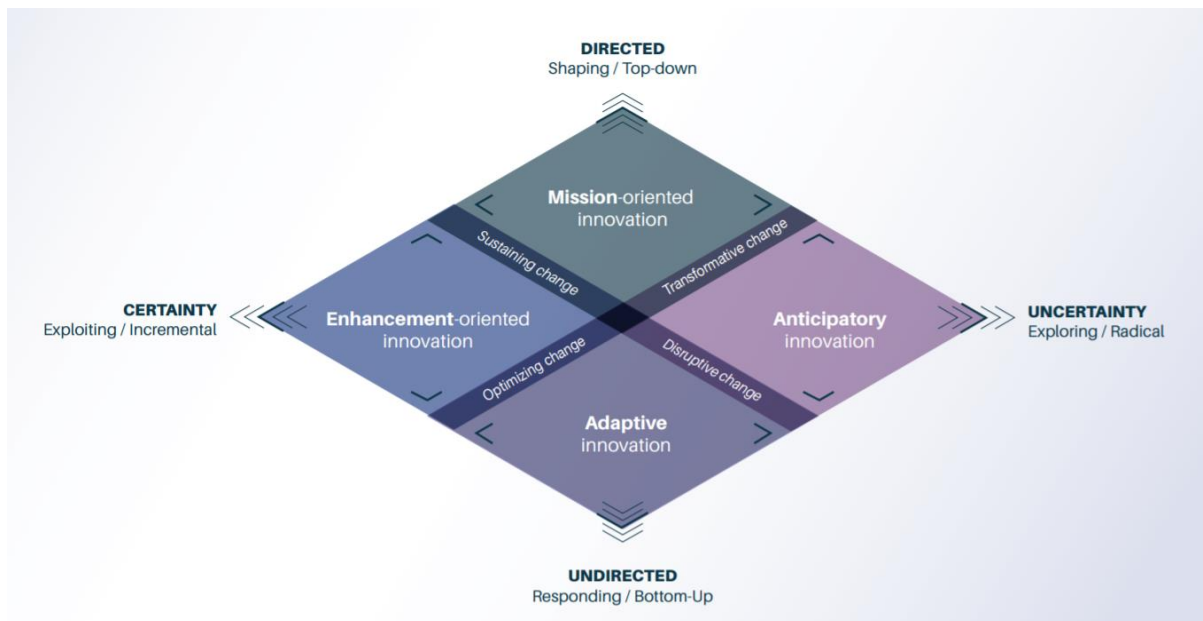 DIRECTED
Shaping / Top-down
Mission-oriented
innovation
Sustaining change
Transformative change
CERTAINTY
Exploiting / Incremental
Enhancement-oriented
innovation
Anticipatory
innovation
UNCERTAINTY
Exploring / Radical
Optimizing change
Disruptive change
Adaptive
innovation
UNDIRECTED
Responding / Bottom-Up